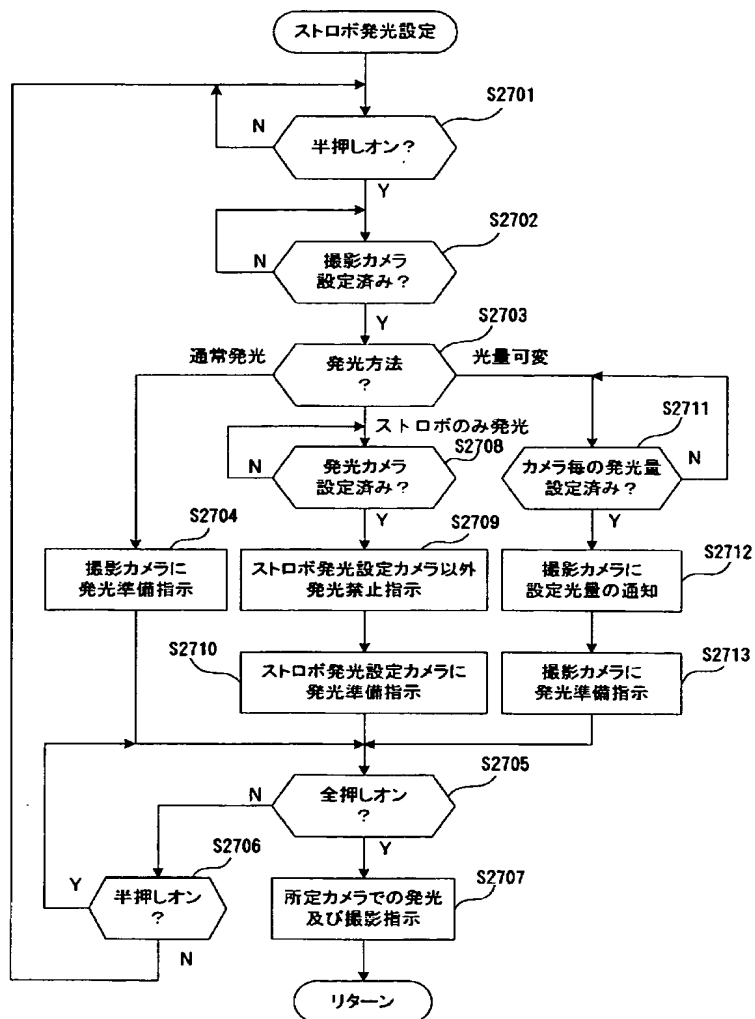 ストロボ発光設定
S2701
N
半押しオン?
Y
S2702
N
撮影カメラ
設定済み?
Y
S2703
通常発光
発光方法
?
光量可変
ストロボのみ発光
S2708
N
発光カメラ
設定済み?
Y
S2711
カメラ毎の発光量
設定済み?
N
Y
S2704
撮影カメラに
発光準備指示
S2709
ストロボ発光設定カメラ以外
発光禁止指示
S2712
撮影カメラに
設定光量の通知
S2710
ストロボ発光設定カメラに
発光準備指示
S2713
撮影カメラに
発光準備指示
S2705
N
全押しオン
?
Y
S2706
Y
半押しオン
?
N
S2707
所定カメラでの発光
及び撮影指示
リターン